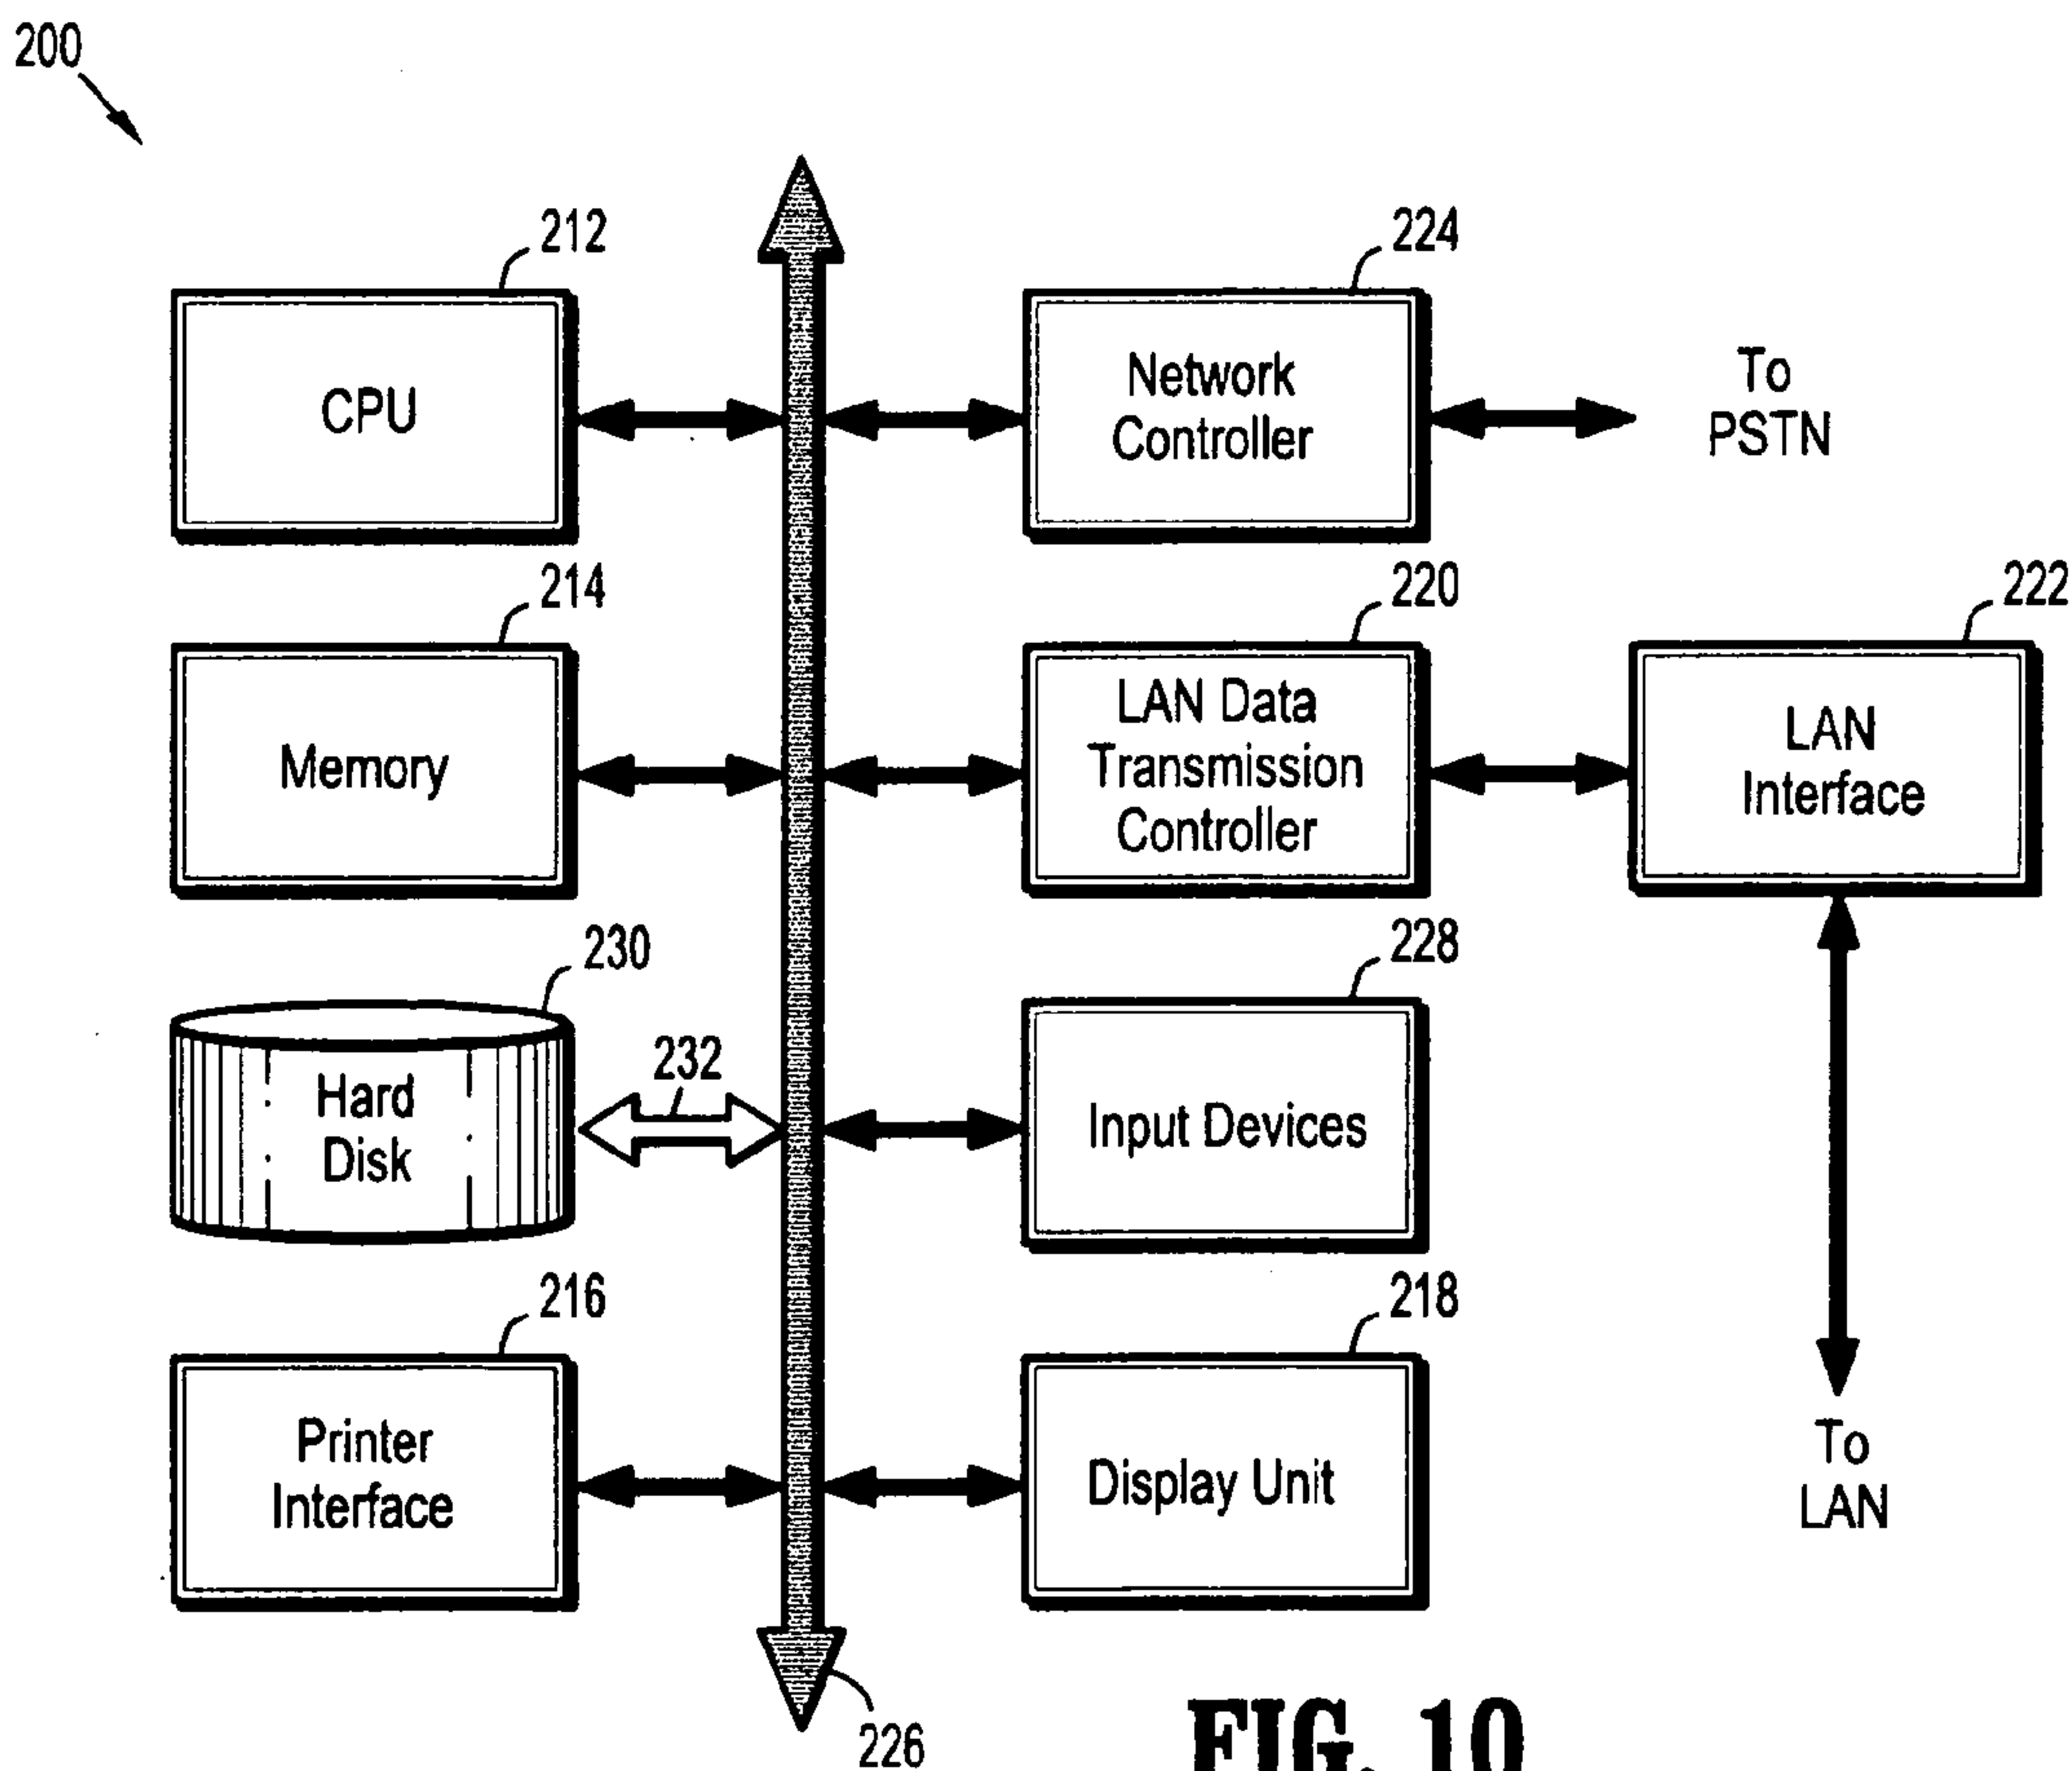 200
212
224
CPU
Network
Controller
To
PSTN
214
220
222
Memory
LAN Data
Transmission
Controller
LAN
Interface
230
228
232
Hard
Disk
Input Devices
216
218
Printer
Interface
Display Unit
To
LAN
226
FIG. 10